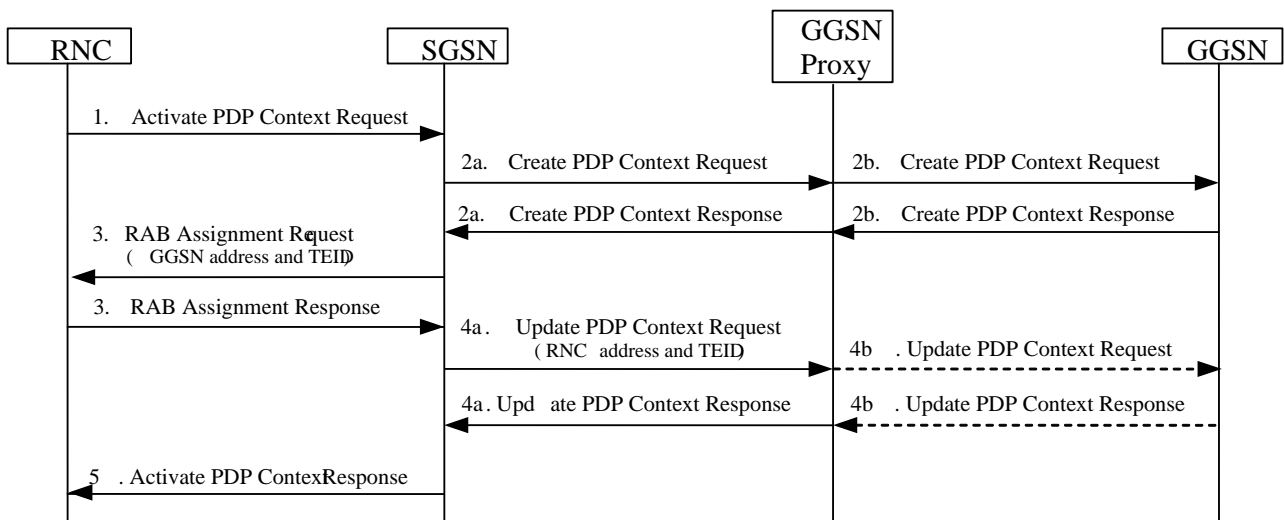 RNC
SGSN
GGSN
Proxy
GGSN
1. Activate PDP Context Request
2a. Create PDP Context Request
2b. Create PDP Context Request
2a. Create PDP Context Response
2b. Create PDP Context Response
3. RAB Assignment Request
( GGSN address and TEID)
3. RAB Assignment Response
4a. Update PDP Context Request
( RNC address and TEID)
4b . Update PDP Context Request
4a. Upd ate PDP Context Response
4b . Update PDP Context Response
5 . Activate PDP Context Response